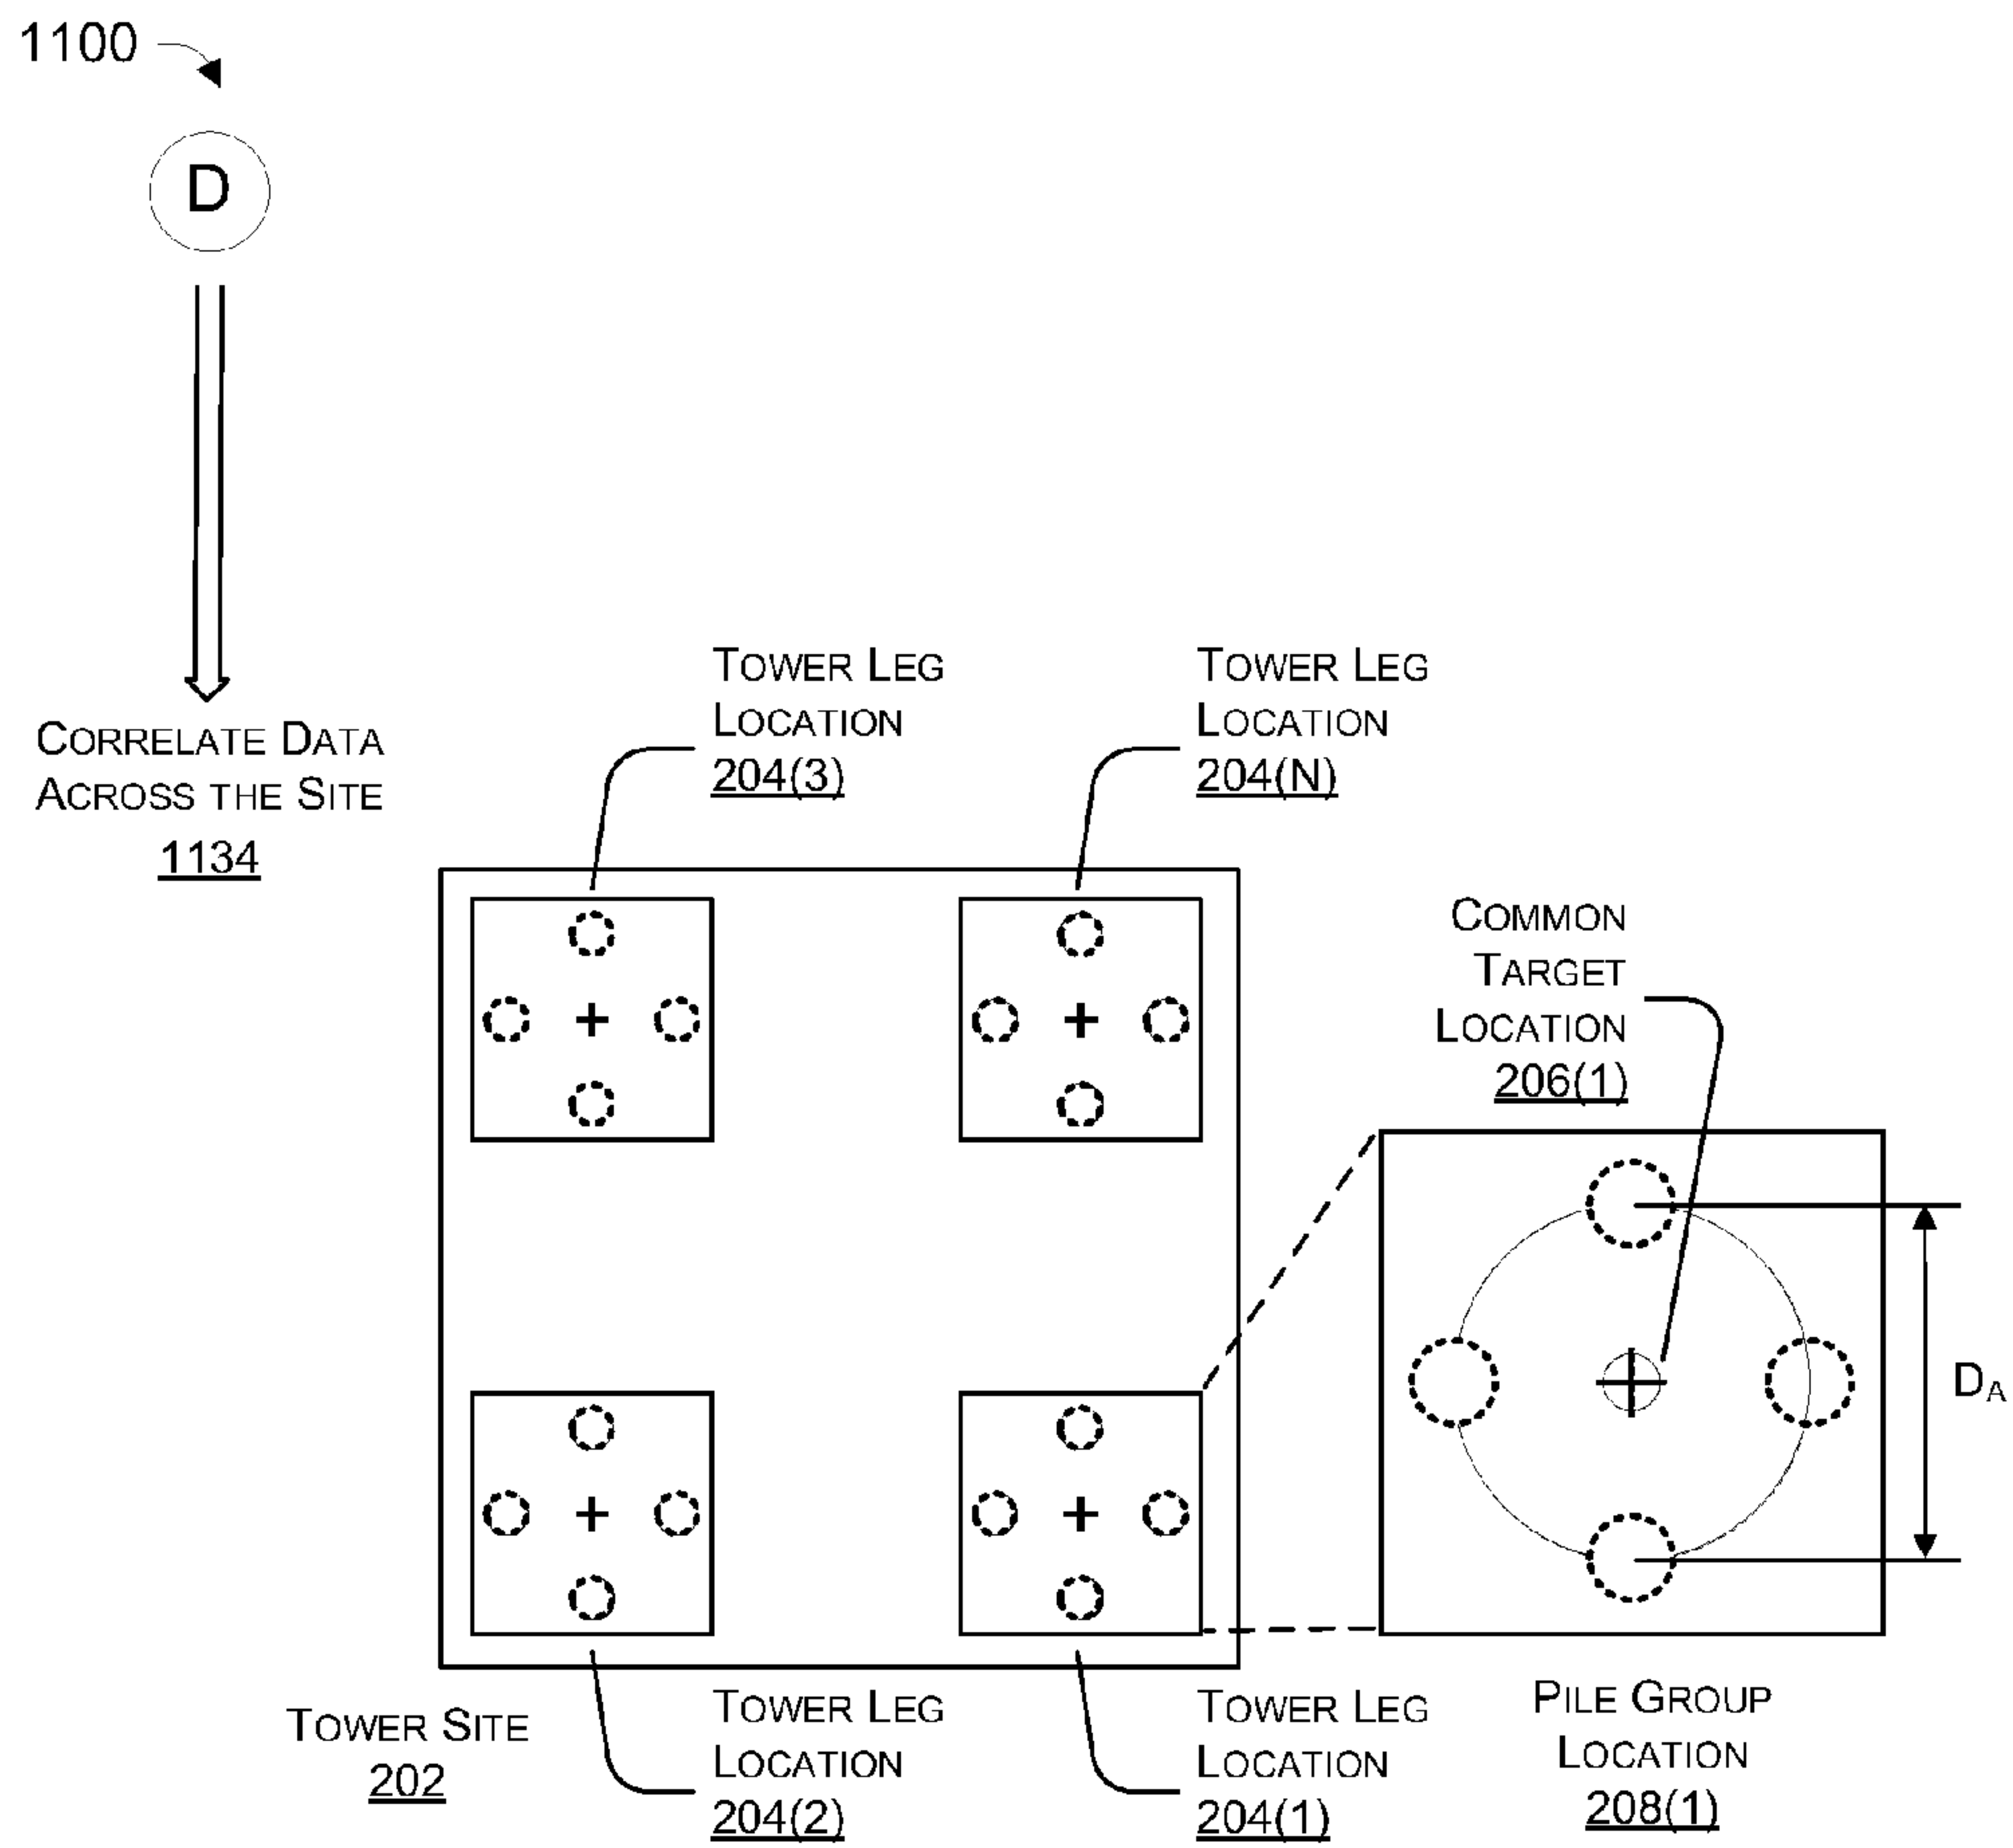 1100
D
CORRELATE DATA
ACROSS THE SITE
1134
TOWER LEG
LOCATION
204(3)
TOWER LEG
LOCATION
204(N)
COMMON
TARGET
LOCATION
206(1)
DA
TOWER SITE
202
TOWER LEG
LOCATION
204(2)
TOWER LEG
LOCATION
204(1)
PILE GROUP
LOCATION
208(1)